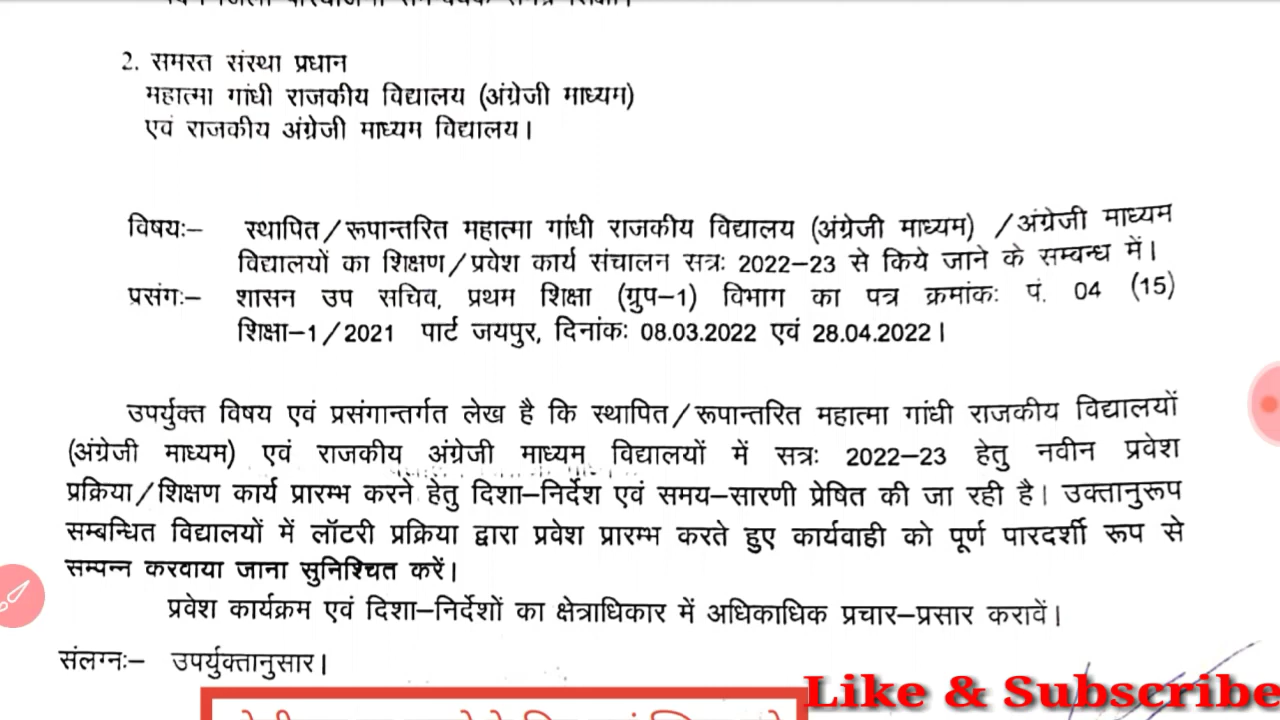 2. समस्त संस्था प्रधान
महात्मा गांधी राजकीय विद्यालय (अंग्रेजी माध्यम)
एवं राजकीय अंग्रेजी माध्यम विद्यालय।
विषयः– स्थापित/रूपान्तरित महात्मा गांधी राजकीय विद्यालय (अंग्रेजी माध्यम) /अंग्रेजी माध्यम
विद्यालयों का शिक्षण/प्रवेश कार्य संचालन सत्रः 2022–23 से किये जाने के सम्बन्ध में।
प्रसंगः– शासन उप सचिव, प्रथम शिक्षा (ग्रुप–1) विभाग का पत्र क्रमांकः पं. 04 (15)
शिक्षा–1/2021 पार्ट जयपुर, दिनांकः 08.03.2022 एवं 28.04.2022।
उपर्युक्त विषय एवं प्रसंगान्तर्गत लेख है कि स्थापित/रूपान्तरित महात्मा गांधी राजकीय विद्यालयों
(अंग्रेजी माध्यम) एवं राजकीय अंग्रेजी माध्यम विद्यालयों में सत्रः 2022–23 हेतु नवीन प्रवेश
प्रक्रिया/शिक्षण कार्य प्रारम्भ करने हेतु दिशा–निर्देश एवं समय–सारणी प्रेषित की जा रही है। उक्तानुरूप
सम्बन्धित विद्यालयों में लॉटरी प्रक्रिया द्वारा प्रवेश प्रारम्भ करते हुए कार्यवाही को पूर्ण पारदर्शी रूप से
सम्पन्न करवाया जाना सुनिश्चित करें।
प्रवेश कार्यक्रम एवं दिशा–निर्देशों का क्षेत्राधिकार में अधिकाधिक प्रचार–प्रसार करावें।
संलग्नः– उपर्युक्तानुसार।
Like & Subscribe